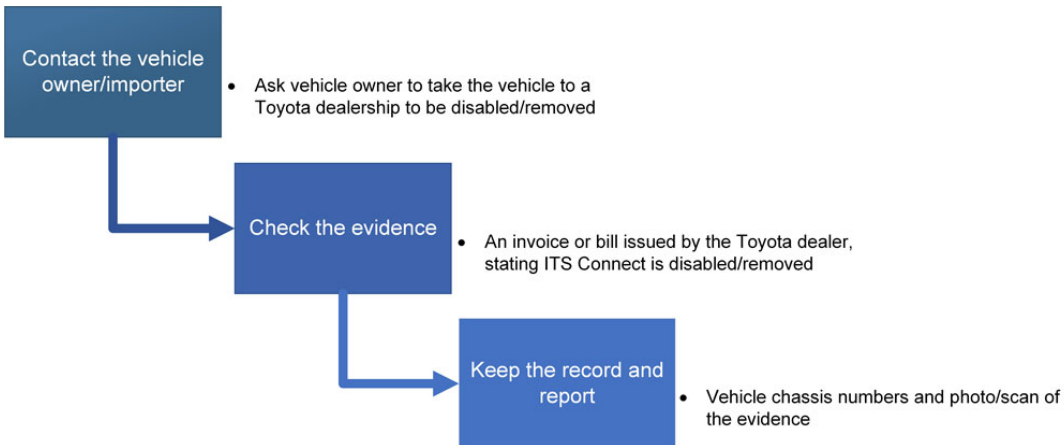 Contact the vehicle
owner/importer
• Ask vehicle owner to take the vehicle to a
Toyota dealership to be disabled/removed
Check the evidence
• An invoice or bill issued by the Toyota dealer,
stating ITS Connect is disabled/removed
Keep the record and
report
• Vehicle chassis numbers and photo/scan of
the evidence